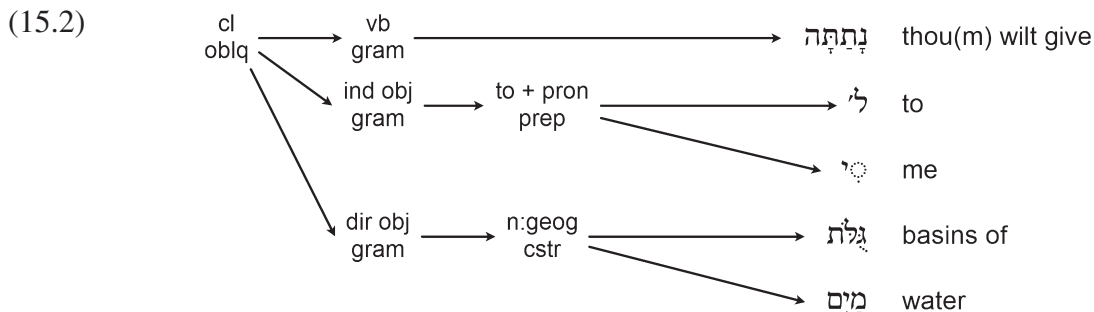 (15.2) cl oblq vb gram נָתַתָּה thou(m) wilt give
ind obj gram to + pron prep ל׳ to
◌ִי me
dir obj gram n:geog cstr גֻּלֹּת basins of
מַיִם water